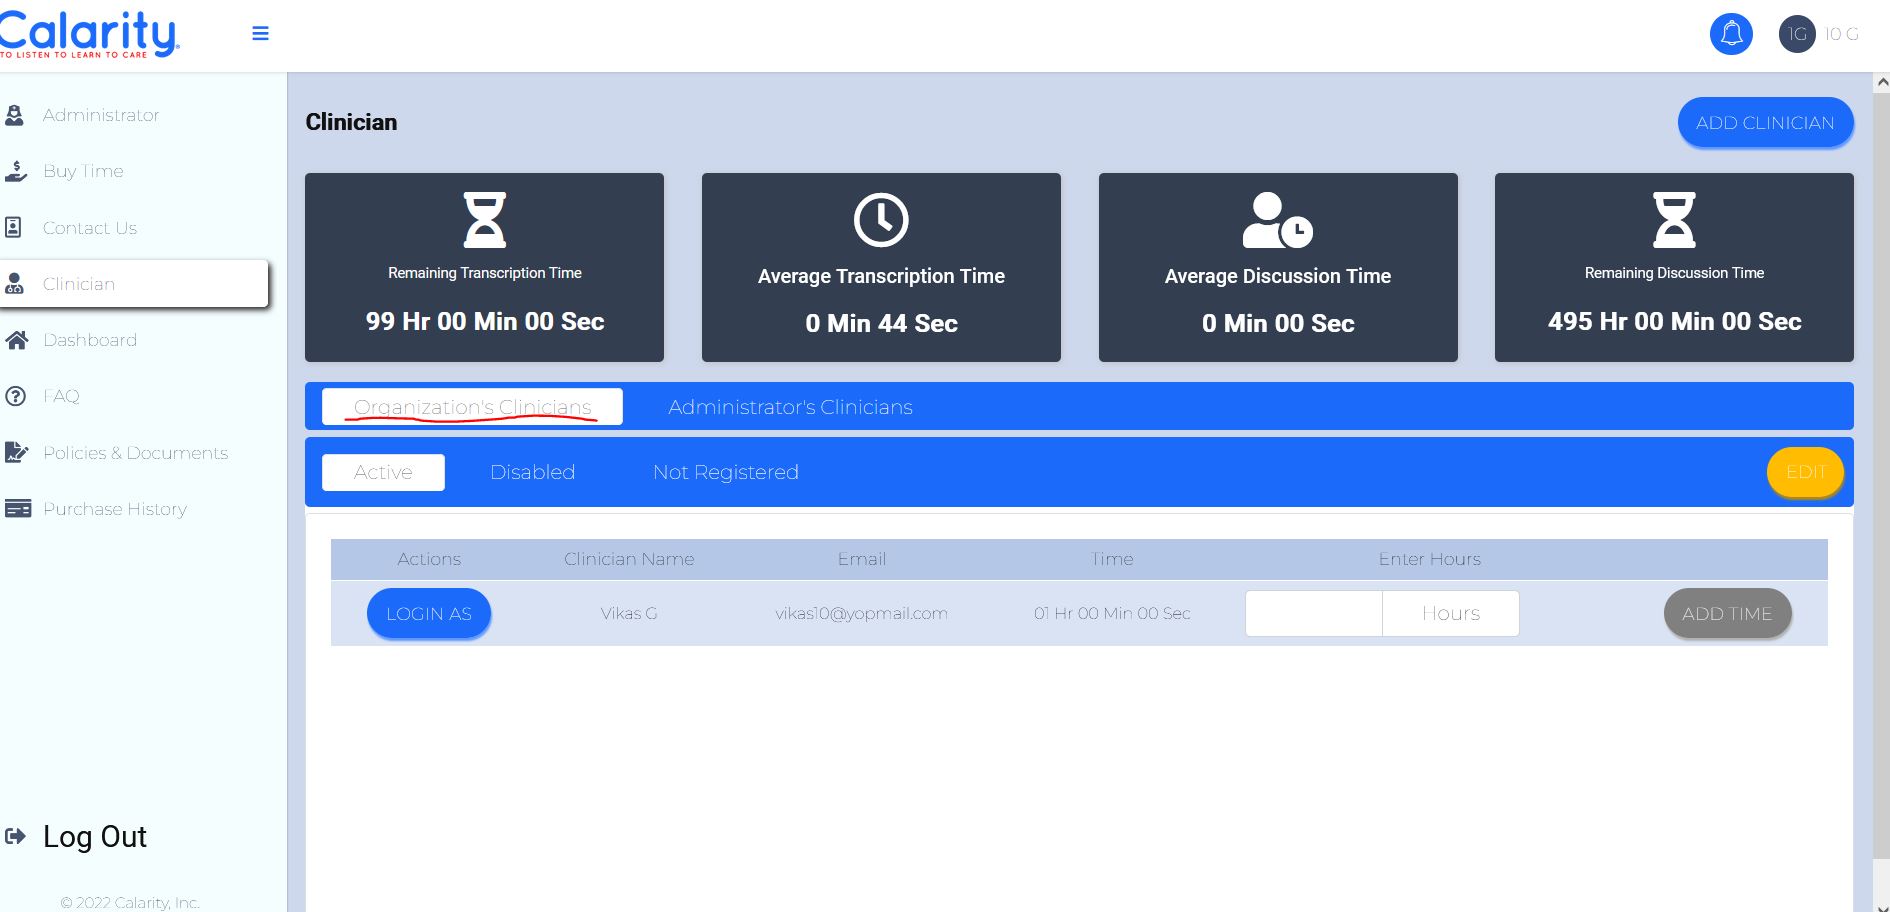 Calarity®
TO LISTEN TO LEARN TO CARE
1G 10 G
Administrator
Buy Time
Contact Us
Clinician
Dashboard
FAQ
Policies & Documents
Purchase History
Log Out
© 2022 Calarity, Inc.
Clinician
ADD CLINICIAN
Remaining Transcription Time
99 Hr 00 Min 00 Sec
Average Transcription Time
0 Min 44 Sec
Average Discussion Time
0 Min 00 Sec
Remaining Discussion Time
495 Hr 00 Min 00 Sec
Organization's Clinicians Administrator's Clinicians
Active Disabled Not Registered EDIT
Actions Clinician Name Email Time Enter Hours
LOGIN AS Vikas G vikas10@yopmail.com 01 Hr 00 Min 00 Sec Hours ADD TIME